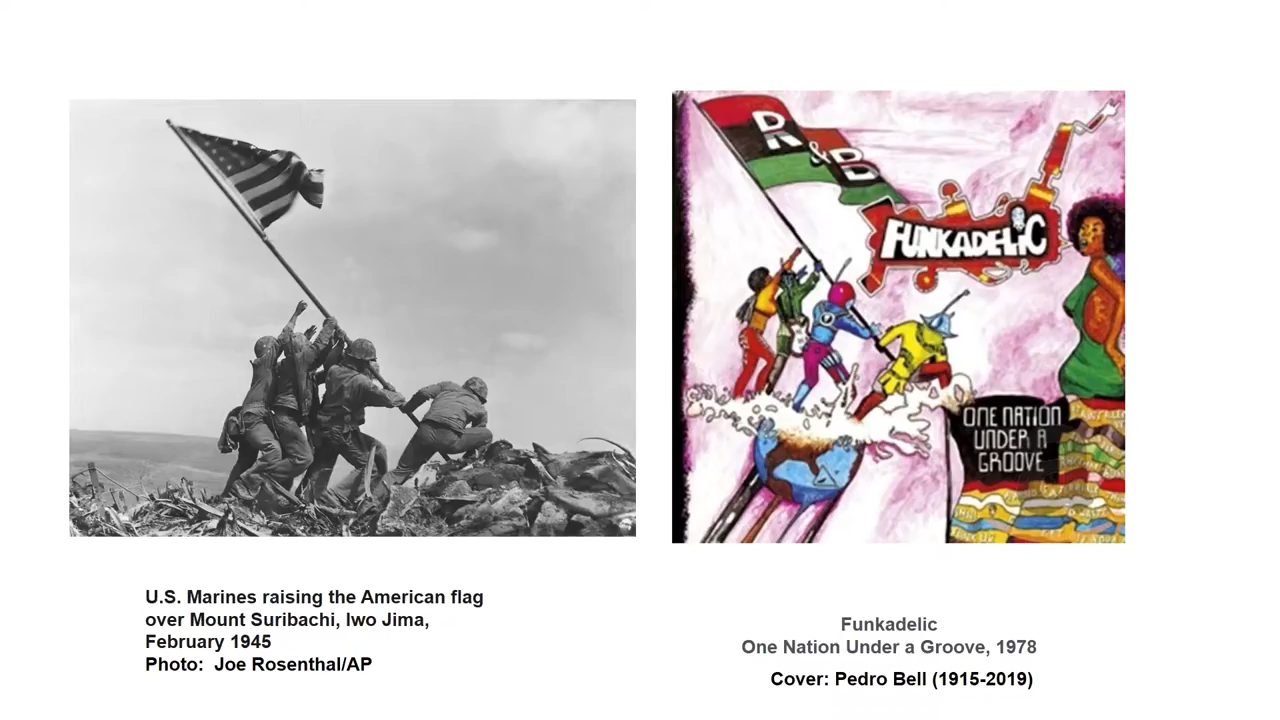 R&B
FUNKADELIC
ONE NATION
UNDER A
GROOVE
U.S. Marines raising the American flag
over Mount Suribachi, Iwo Jima,
February 1945
Photo: Joe Rosenthal/AP
Funkadelic
One Nation Under a Groove, 1978
Cover: Pedro Bell (1915-2019)